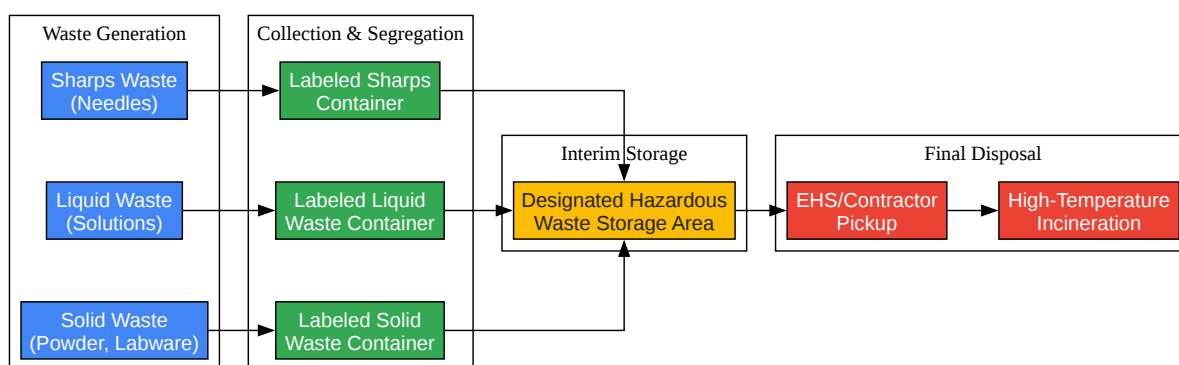 Waste Generation
Sharps Waste
(Needles)
Liquid Waste
(Solutions)
Solid Waste
(Powder, Labware)
Collection & Segregation
Labeled Sharps
Container
Labeled Liquid
Waste Container
Labeled Solid
Waste Container
Interim Storage
Designated Hazardous
Waste Storage Area
Final Disposal
EHS/Contractor
Pickup
High-Temperature
Incineration